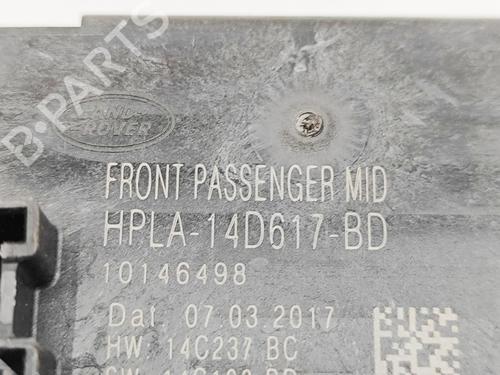 B-PARTS
LAND
ROVER
FRONT PASSENGER MID
HPLA-14D617-BD
10146498
Dat. 07.03.2017
HW: 14C237 BC